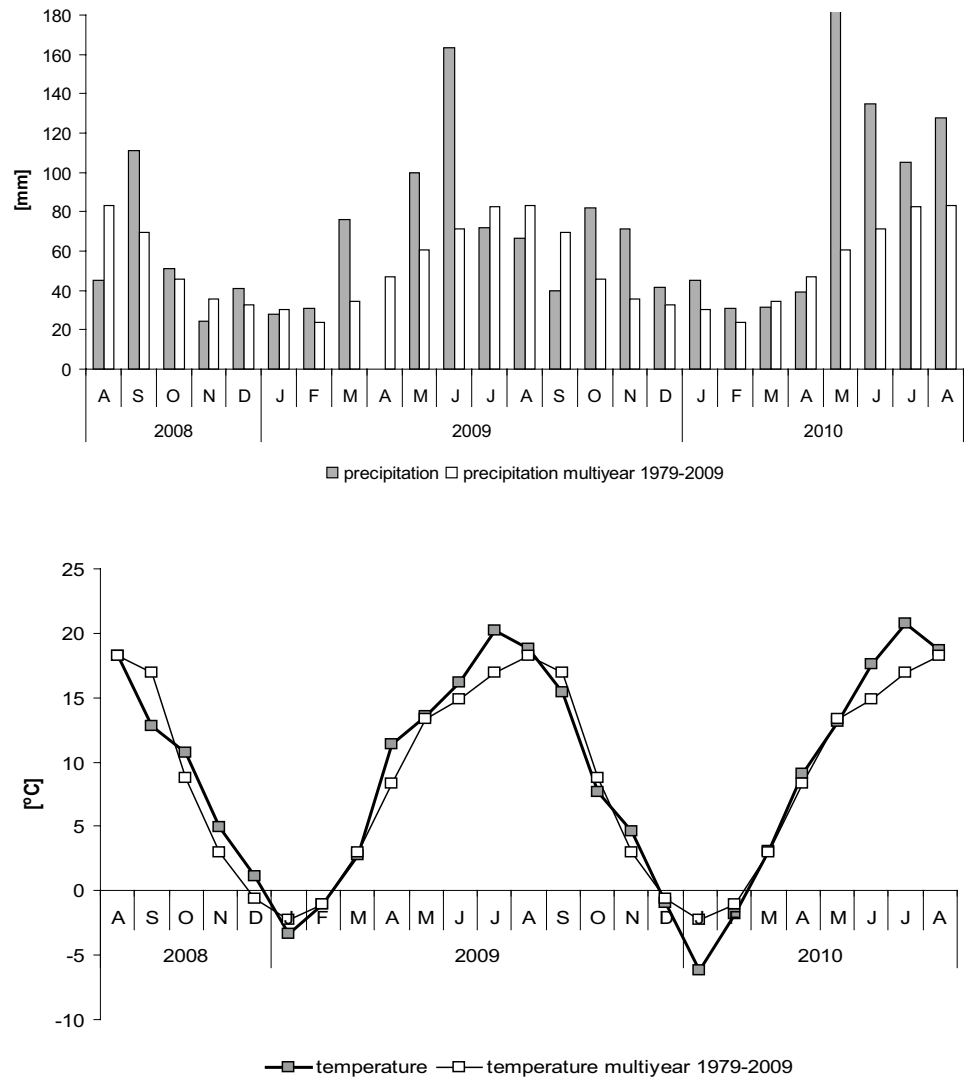 180
160
140
120
100
80
60
40
20
0
[mm]
A S O N D J F M A M J J A S O N D J F M A M J J A
2008 2009 2010
precipitation precipitation multiyear 1979-2009
25
20
15
10
5
0
-5
-10
[°C]
A S O N D J F M A M J J A S O N D J F M A M J J A
2008 2009 2010
temperature temperature multiyear 1979-2009